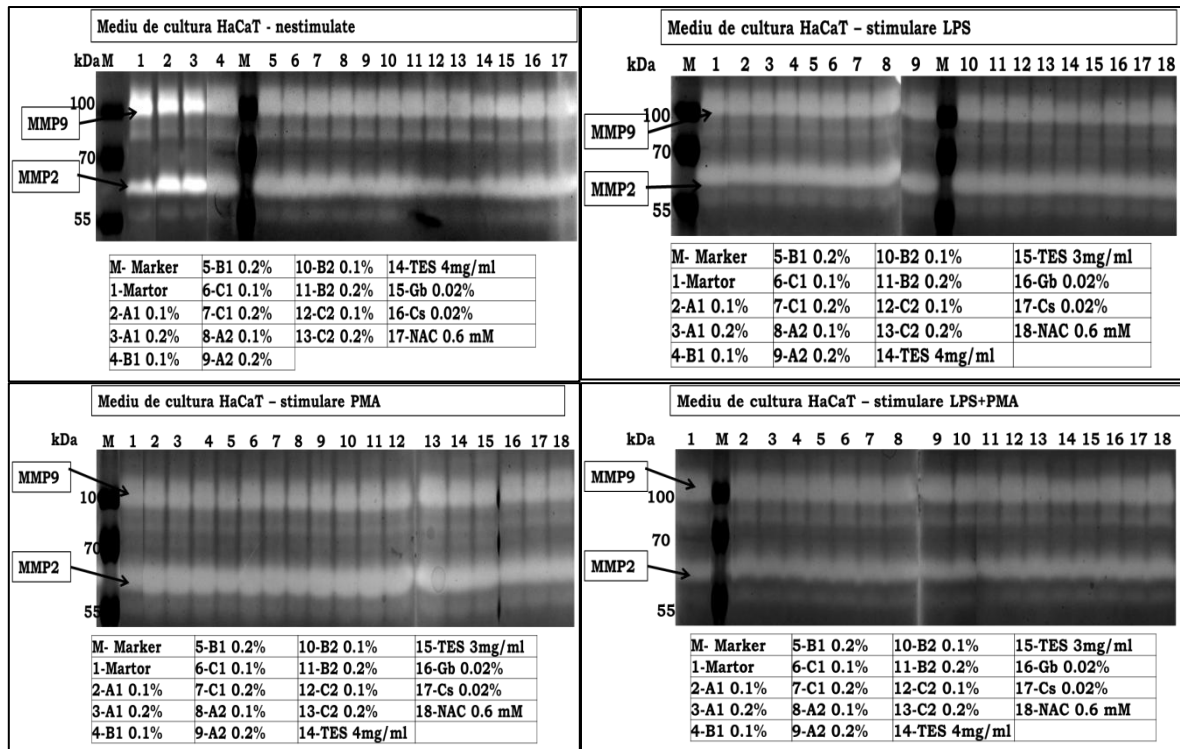 Mediu de cultura HaCaT - nestimulate
kDa M 1 2 3 4 M 5 6 7 8 9 10 11 12 13 14 15 16 17
100
MMP9
70
MMP2
55
M- Marker 5-B1 0.2% 10-B2 0.1% 14-TES 4mg/ml
1-Martor 6-C1 0.1% 11-B2 0.2% 15-Gb 0.02%
2-A1 0.1% 7-C1 0.2% 12-C2 0.1% 16-Cs 0.02%
3-A1 0.2% 8-A2 0.1% 13-C2 0.2% 17-NAC 0.6 mM
4-B1 0.1% 9-A2 0.2%
Mediu de cultura HaCaT – stimulare LPS
kDa M 1 2 3 4 5 6 7 8 9 M 10 11 12 13 14 15 16 17 18
100
MMP9
70
MMP2
55
M- Marker 5-B1 0.2% 10-B2 0.1% 15-TES 3mg/ml
1-Martor 6-C1 0.1% 11-B2 0.2% 16-Gb 0.02%
2-A1 0.1% 7-C1 0.2% 12-C2 0.1% 17-Cs 0.02%
3-A1 0.2% 8-A2 0.1% 13-C2 0.2% 18-NAC 0.6 mM
4-B1 0.1% 9-A2 0.2% 14-TES 4mg/ml
Mediu de cultura HaCaT – stimulare PMA
kDa M 1 2 3 4 5 6 7 8 9 10 11 12 13 14 15 16 17 18
MMP9
10
70
MMP2
55
M- Marker 5-B1 0.2% 10-B2 0.1% 15-TES 3mg/ml
1-Martor 6-C1 0.1% 11-B2 0.2% 16-Gb 0.02%
2-A1 0.1% 7-C1 0.2% 12-C2 0.1% 17-Cs 0.02%
3-A1 0.2% 8-A2 0.1% 13-C2 0.2% 18-NAC 0.6 mM
4-B1 0.1% 9-A2 0.2% 14-TES 4mg/ml
Mediu de cultura HaCaT – stimulare LPS+PMA
kDa 1 M 2 3 4 5 6 7 8 9 10 11 12 13 14 15 16 17 18
MMP9
100
70
MMP2
55
M- Marker 5-B1 0.2% 10-B2 0.1% 15-TES 3mg/ml
1-Martor 6-C1 0.1% 11-B2 0.2% 16-Gb 0.02%
2-A1 0.1% 7-C1 0.2% 12-C2 0.1% 17-Cs 0.02%
3-A1 0.2% 8-A2 0.1% 13-C2 0.2% 18-NAC 0.6 mM
4-B1 0.1% 9-A2 0.2% 14-TES 4mg/ml